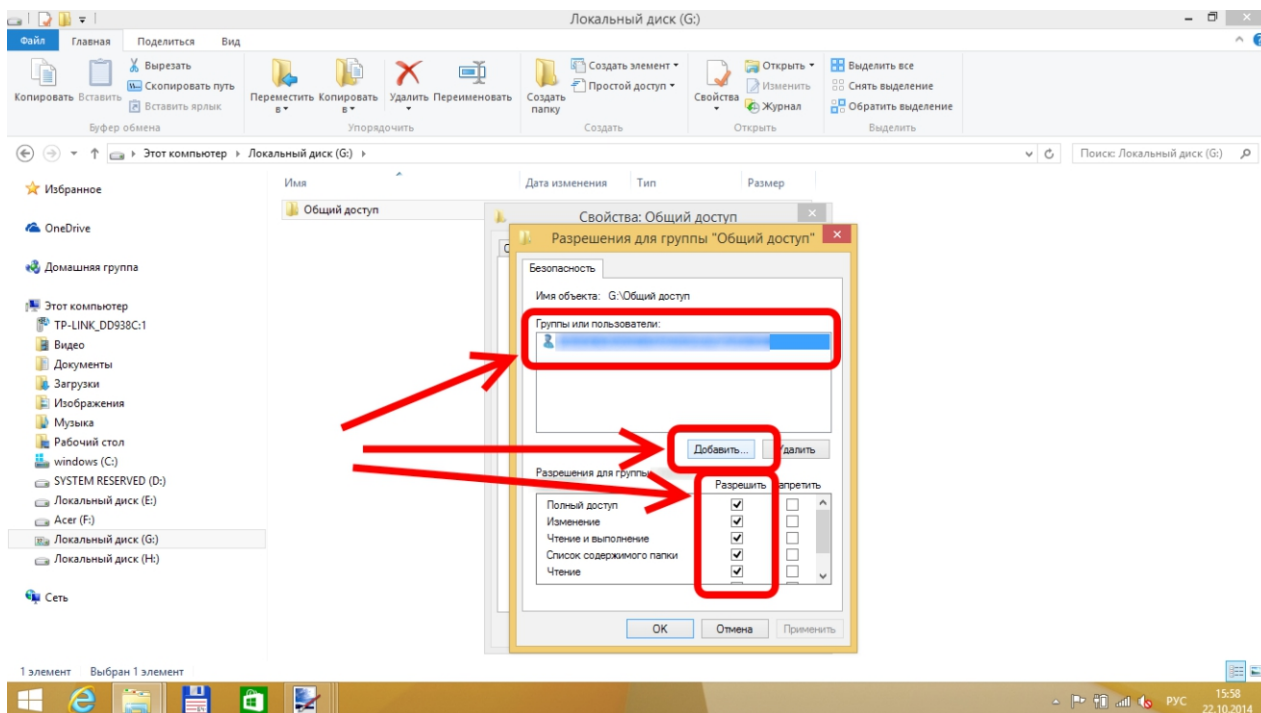 Локальный диск (G:)
Файл Главная Поделиться Вид
Копировать Вставить
Вырезать
Скопировать путь
Вставить ярлык
Переместить в
Копировать в
Удалить Переименовать
Создать папку
Создать элемент
Простой доступ
Свойства
Открыть
Изменить
Журнал
Выделить все
Снять выделение
Обратить выделение
Буфер обмена Упорядочить Создать Открыть Выделить
Этот компьютер Локальный диск (G:)
Поиск: Локальный диск (G:)
Имя Дата изменения Тип Размер
Общий доступ
Избранное
OneDrive
Домашняя группа
Этот компьютер
TP-LINK_DD938C:1
Видео
Документы
Загрузки
Изображения
Музыка
Рабочий стол
windows (C:)
SYSTEM RESERVED (D:)
Локальный диск (E:)
Acer (F:)
Локальный диск (G:)
Локальный диск (H:)
Сеть
Свойства: Общий доступ
Разрешения для группы "Общий доступ"
Безопасность
Имя объекта: G:\Общий доступ
Группы или пользователи:
Добавить...
Разрешения для группы
Разрешить
Полный доступ
Изменение
Чтение и выполнение
Список содержимого папки
Чтение
OK Отмена Применить
1 элемент Выбран 1 элемент
РУС
15:58
22.10.2014